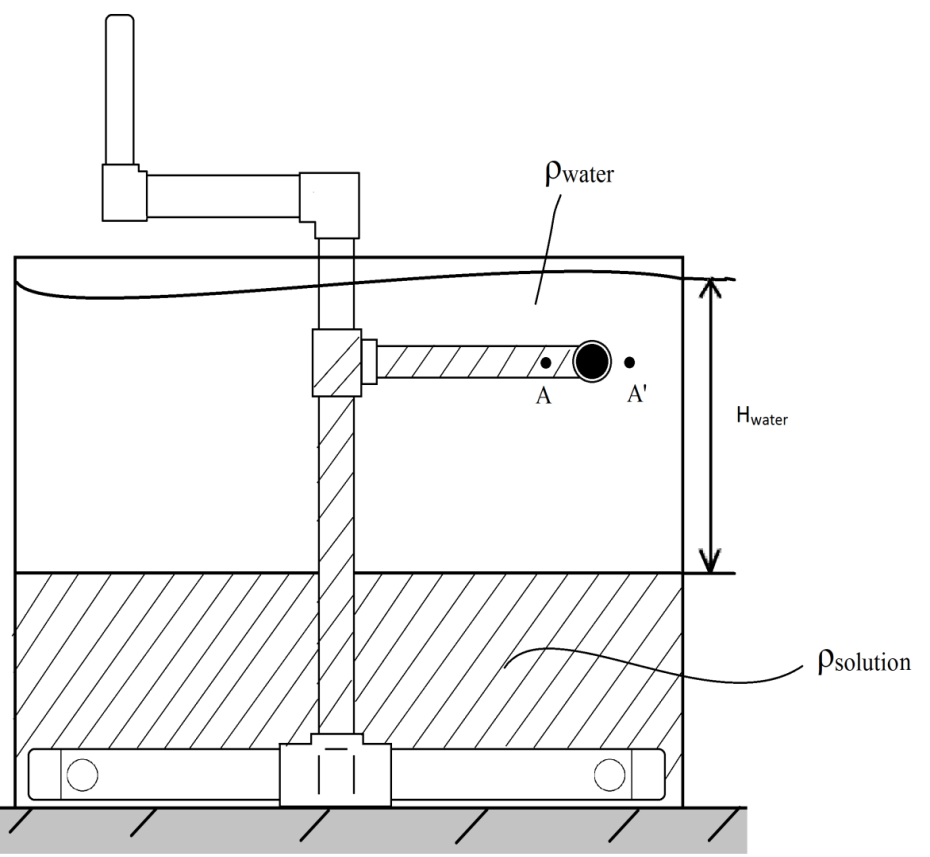 ρwater
A
A'
Hwater
ρsolution